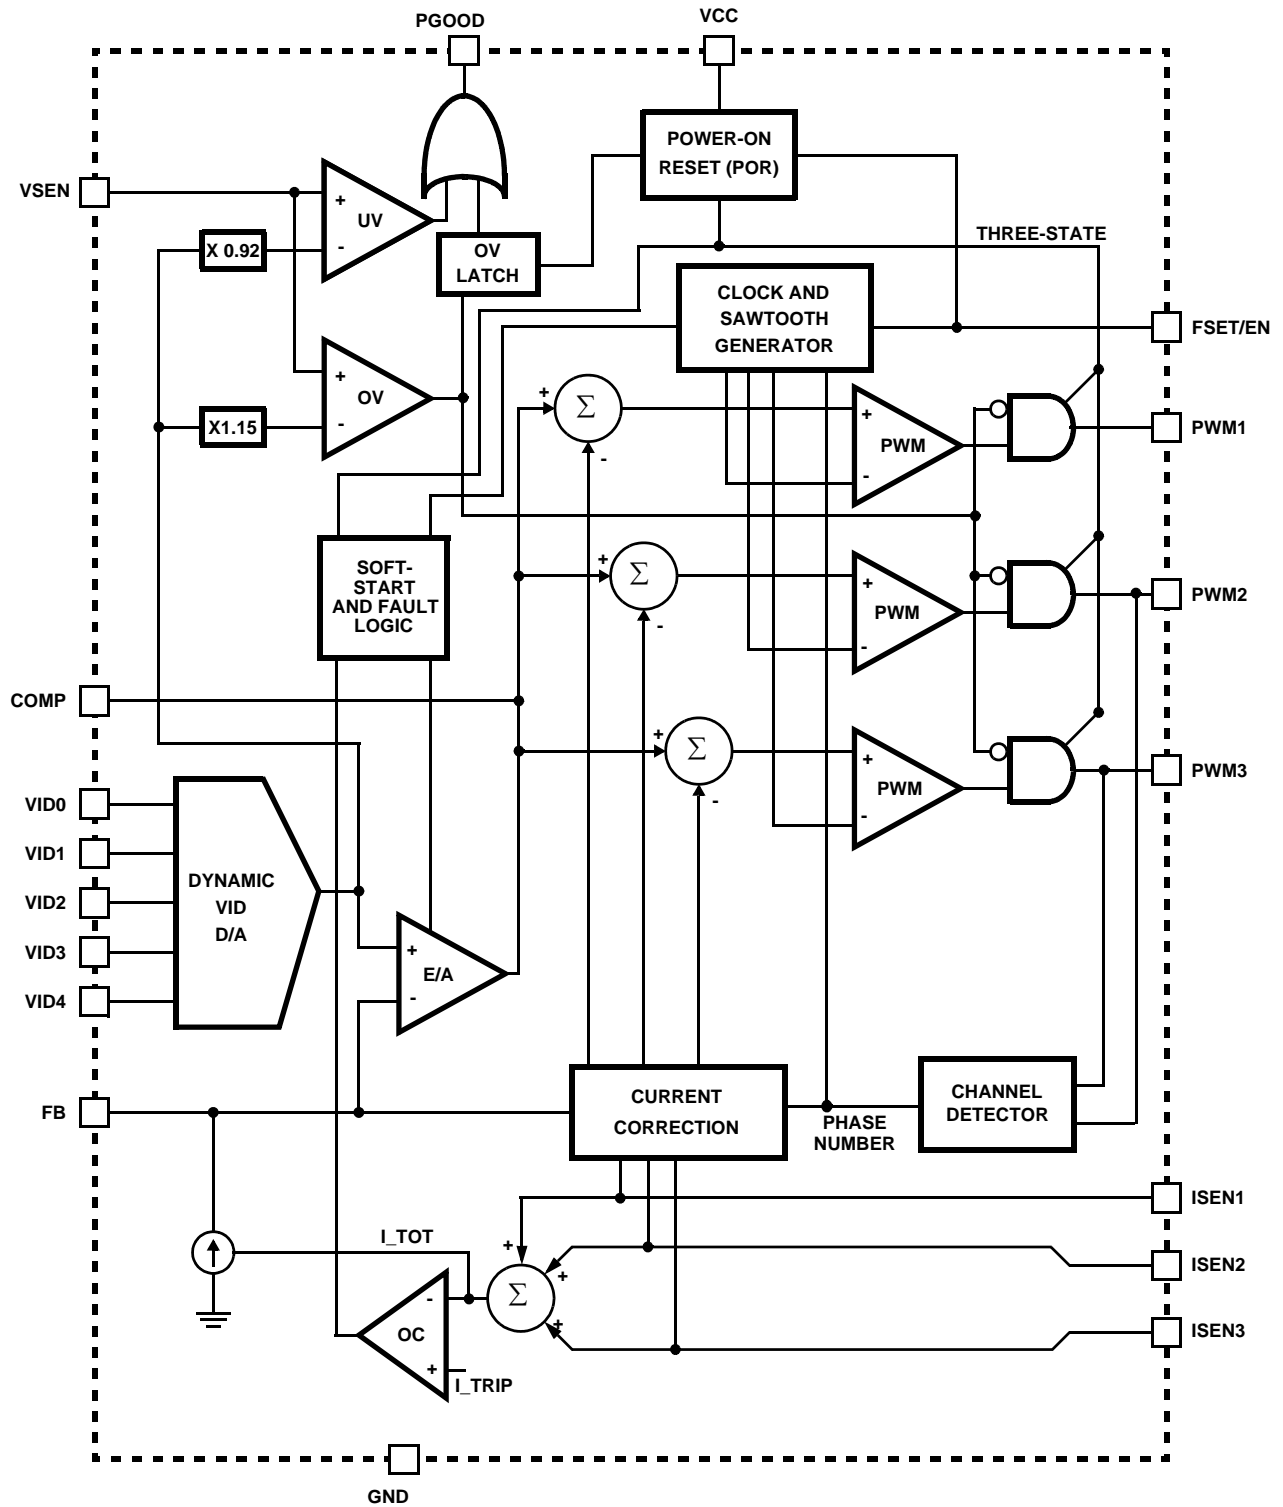 PGOOD
VCC
POWER-ON
RESET (POR)
VSEN
+
UV
-
X 0.92
OV
LATCH
THREE-STATE
CLOCK AND
SAWTOOTH
GENERATOR
FSET/EN
+
OV
-
X1.15
+
Σ
-
+
PWM
-
PWM1
SOFT-
START
AND FAULT
LOGIC
+
Σ
-
+
PWM
-
PWM2
COMP
+
Σ
-
+
PWM
-
PWM3
VID0
VID1
VID2
VID3
VID4
DYNAMIC
VID
D/A
+
E/A
-
FB
CURRENT
CORRECTION
PHASE
NUMBER
CHANNEL
DETECTOR
ISEN1
I_TOT
+
+
Σ
+
ISEN2
-
OC
+
I_TRIP
ISEN3
GND